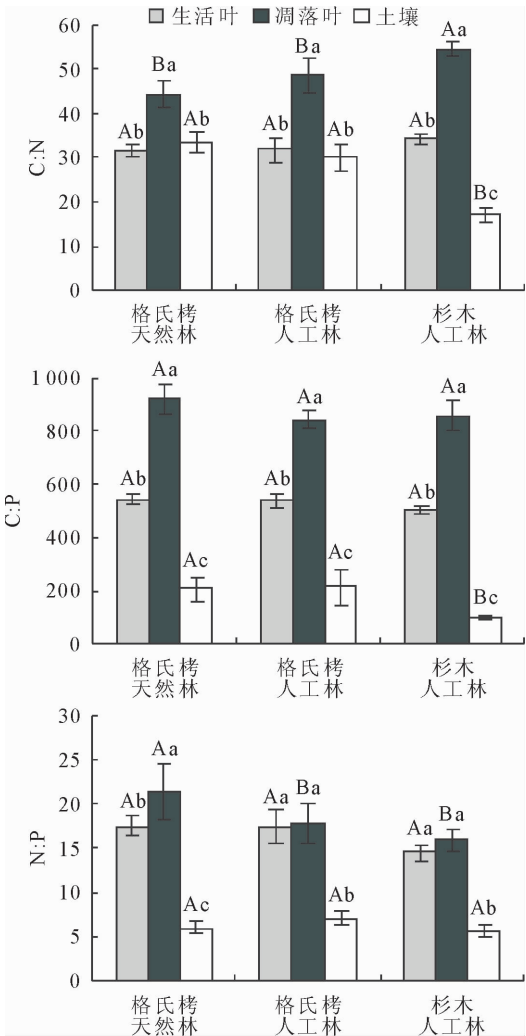 生活叶 凋落叶 土壤
60
50
40
30
20
10
0
C:N
Ab Ba Ab
Ab Ba Ab
Ab Aa Bc
格氏栲 格氏栲 杉木
天然林 人工林 人工林
1 000
800
600
400
200
0
C:P
Ab Aa Ac
Ab Aa Ac
Ab Aa Bc
格氏栲 格氏栲 杉木
天然林 人工林 人工林
30
25
20
15
10
5
0
N:P
Ab Aa Ac
Aa Ba Ab
Aa Ba Ab
格氏栲 格氏栲 杉木
天然林 人工林 人工林